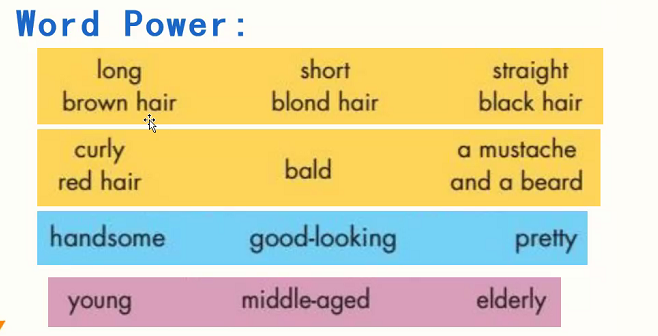 Word Power:
long short straight
brown hair blond hair black hair
curly bald a mustache
red hair and a beard
handsome good-looking pretty
young middle-aged elderly